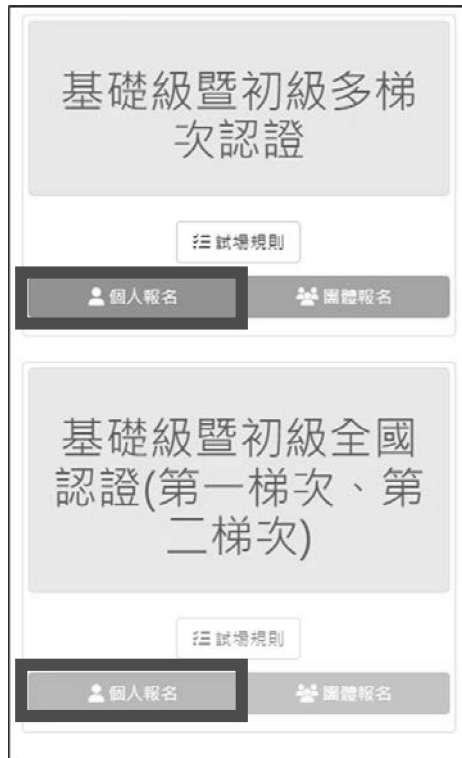 基礎級暨初級多梯
次認證
試場規則
個人報名 團體報名
基礎級暨初級全國
認證(第一梯次、第
二梯次)
試場規則
個人報名 團體報名